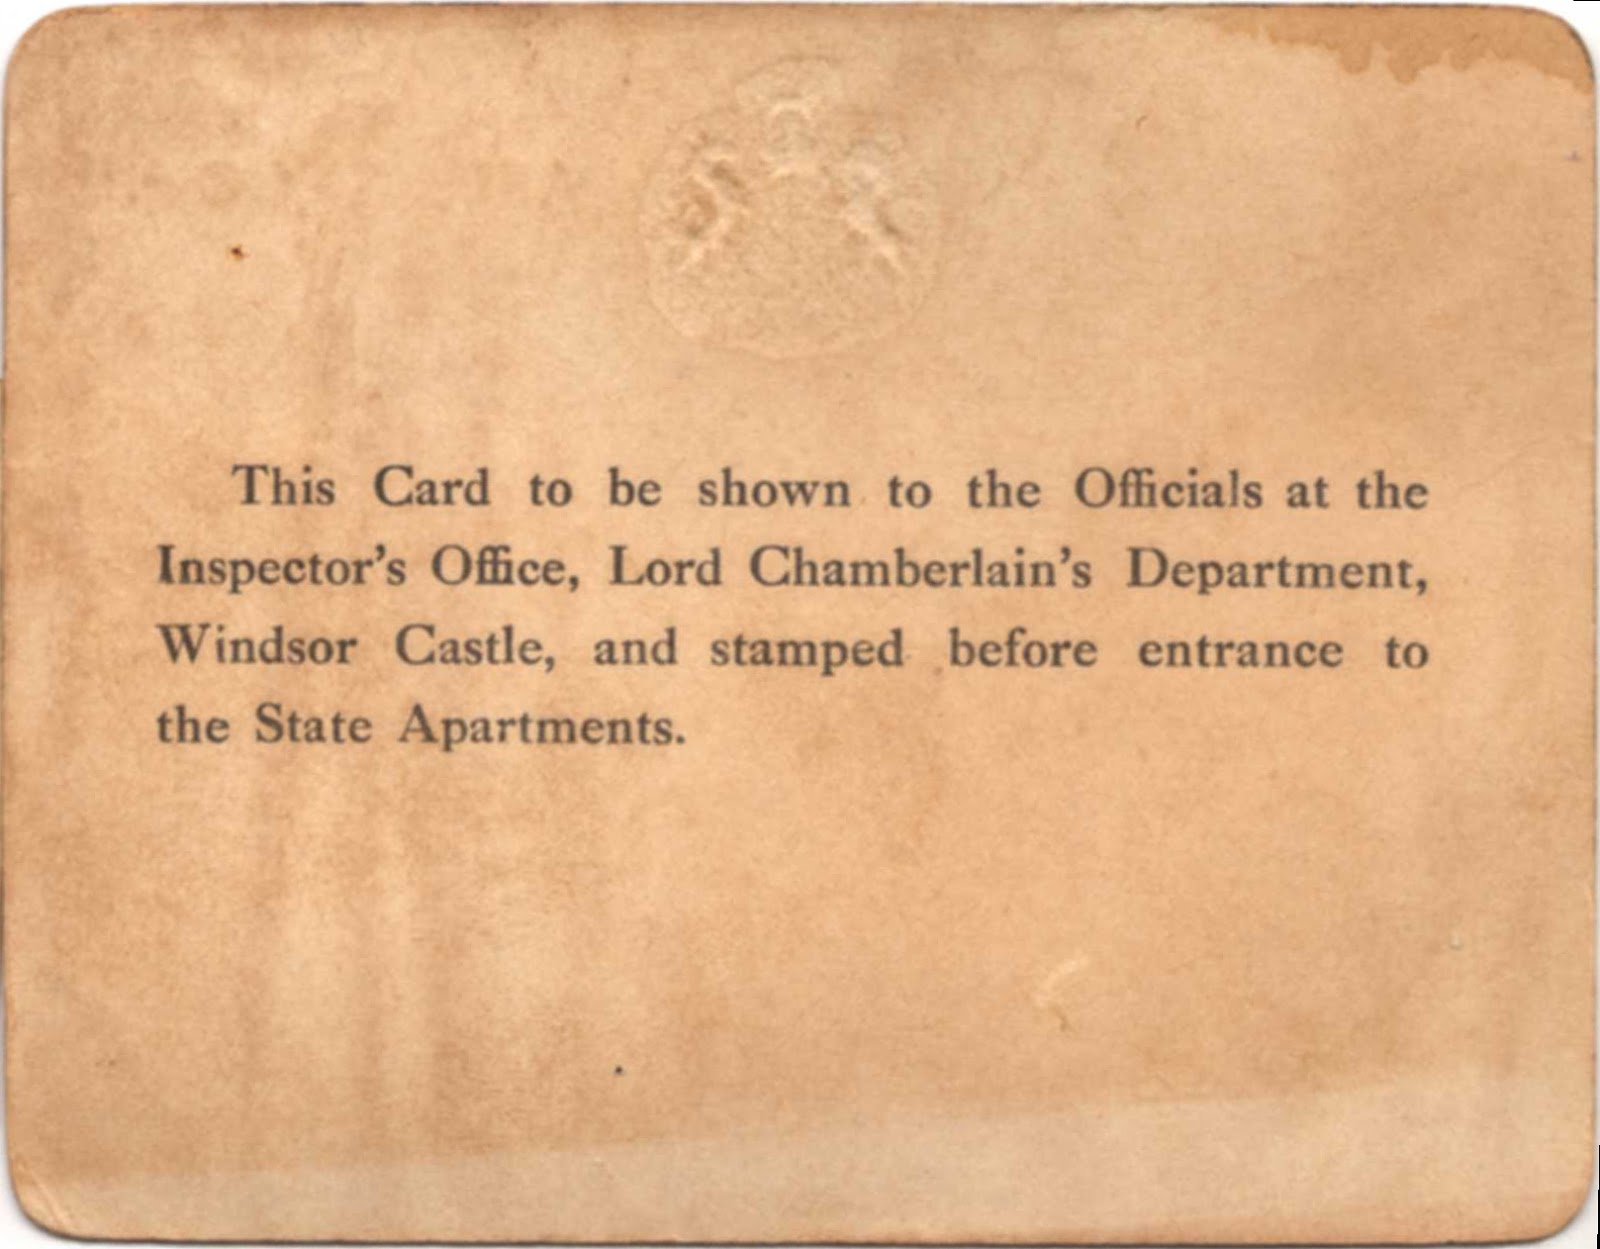 This Card to be shown to the Officials at the
Inspector's Office, Lord Chamberlain's Department,
Windsor Castle, and stamped before entrance to
the State Apartments.